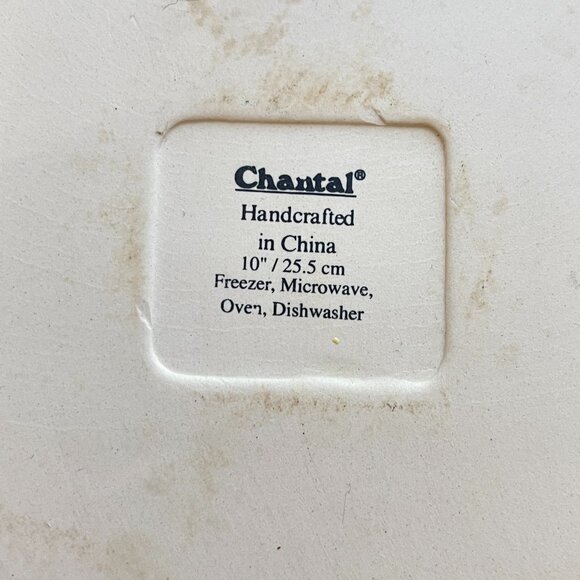 Chantal®
Handcrafted
in China
10" / 25.5 cm
Freezer, Microwave,
Oven, Dishwasher